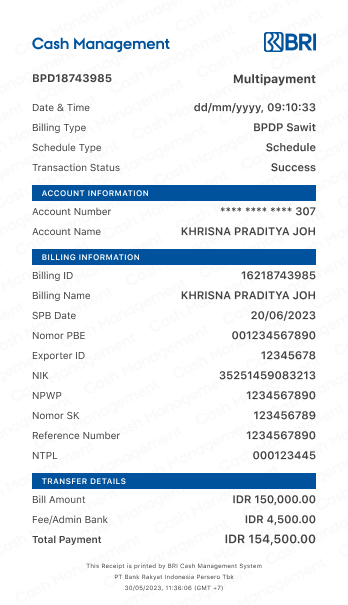 Cash Management BRI
BPD18743985 Multipayment
Date & Time dd/mm/yyyy, 09:10:33
Billing Type BPDP Sawit
Schedule Type Schedule
Transaction Status Success
ACCOUNT INFORMATION
Account Number **** **** **** 307
Account Name KHRISNA PRADITYA JOH
BILLING INFORMATION
Billing ID 16218743985
Billing Name KHRISNA PRADITYA JOH
SPB Date 20/06/2023
Nomor PBE 001234567890
Exporter ID 12345678
NIK 35251459083213
NPWP 1234567890
Nomor SK 123456789
Reference Number 1234567890
NTPL 000123445
TRANSFER DETAILS
Bill Amount IDR 150,000.00
Fee/Admin Bank IDR 4,500.00
Total Payment IDR 154,500.00
This Receipt is printed by BRI Cash Management System
PT Bank Rakyat Indonesia Persero Tbk
30/05/2023, 11:36:06 (GMT +7)